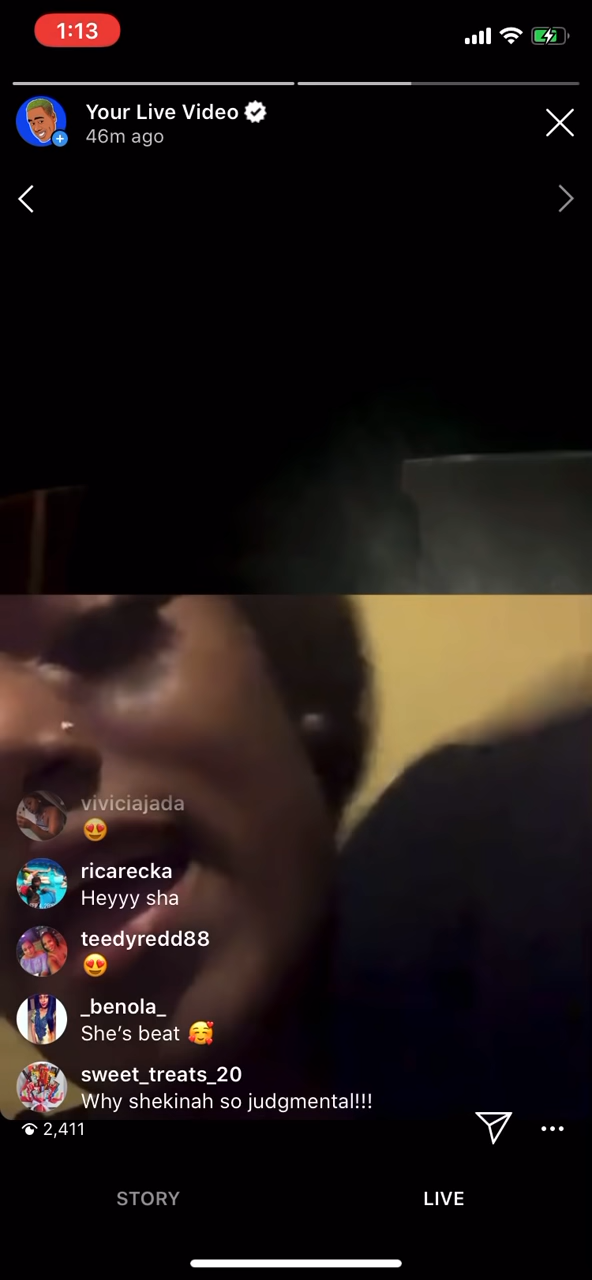 1:13
Your Live Video
46m ago
viviciajada
😍
ricarecka
Heyyy sha
teedyredd88
😍
_benola_
She’s beat 🥰
sweet_treats_20
Why shekinah so judgmental!!!
2,411
STORY
LIVE